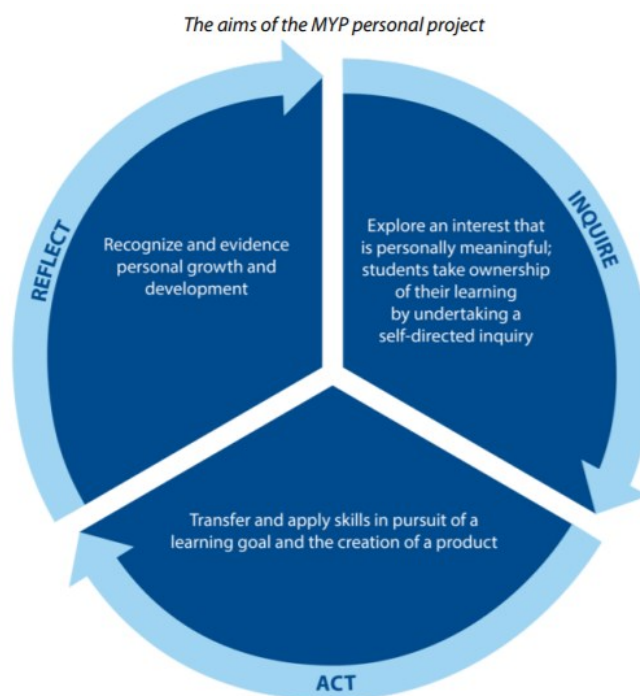 The aims of the MYP personal project
INQUIRE
Explore an interest that
is personally meaningful;
students take ownership
of their learning
by undertaking a
self-directed inquiry
ACT
Transfer and apply skills in pursuit of a
learning goal and the creation of a product
REFLECT
Recognize and evidence
personal growth and
development